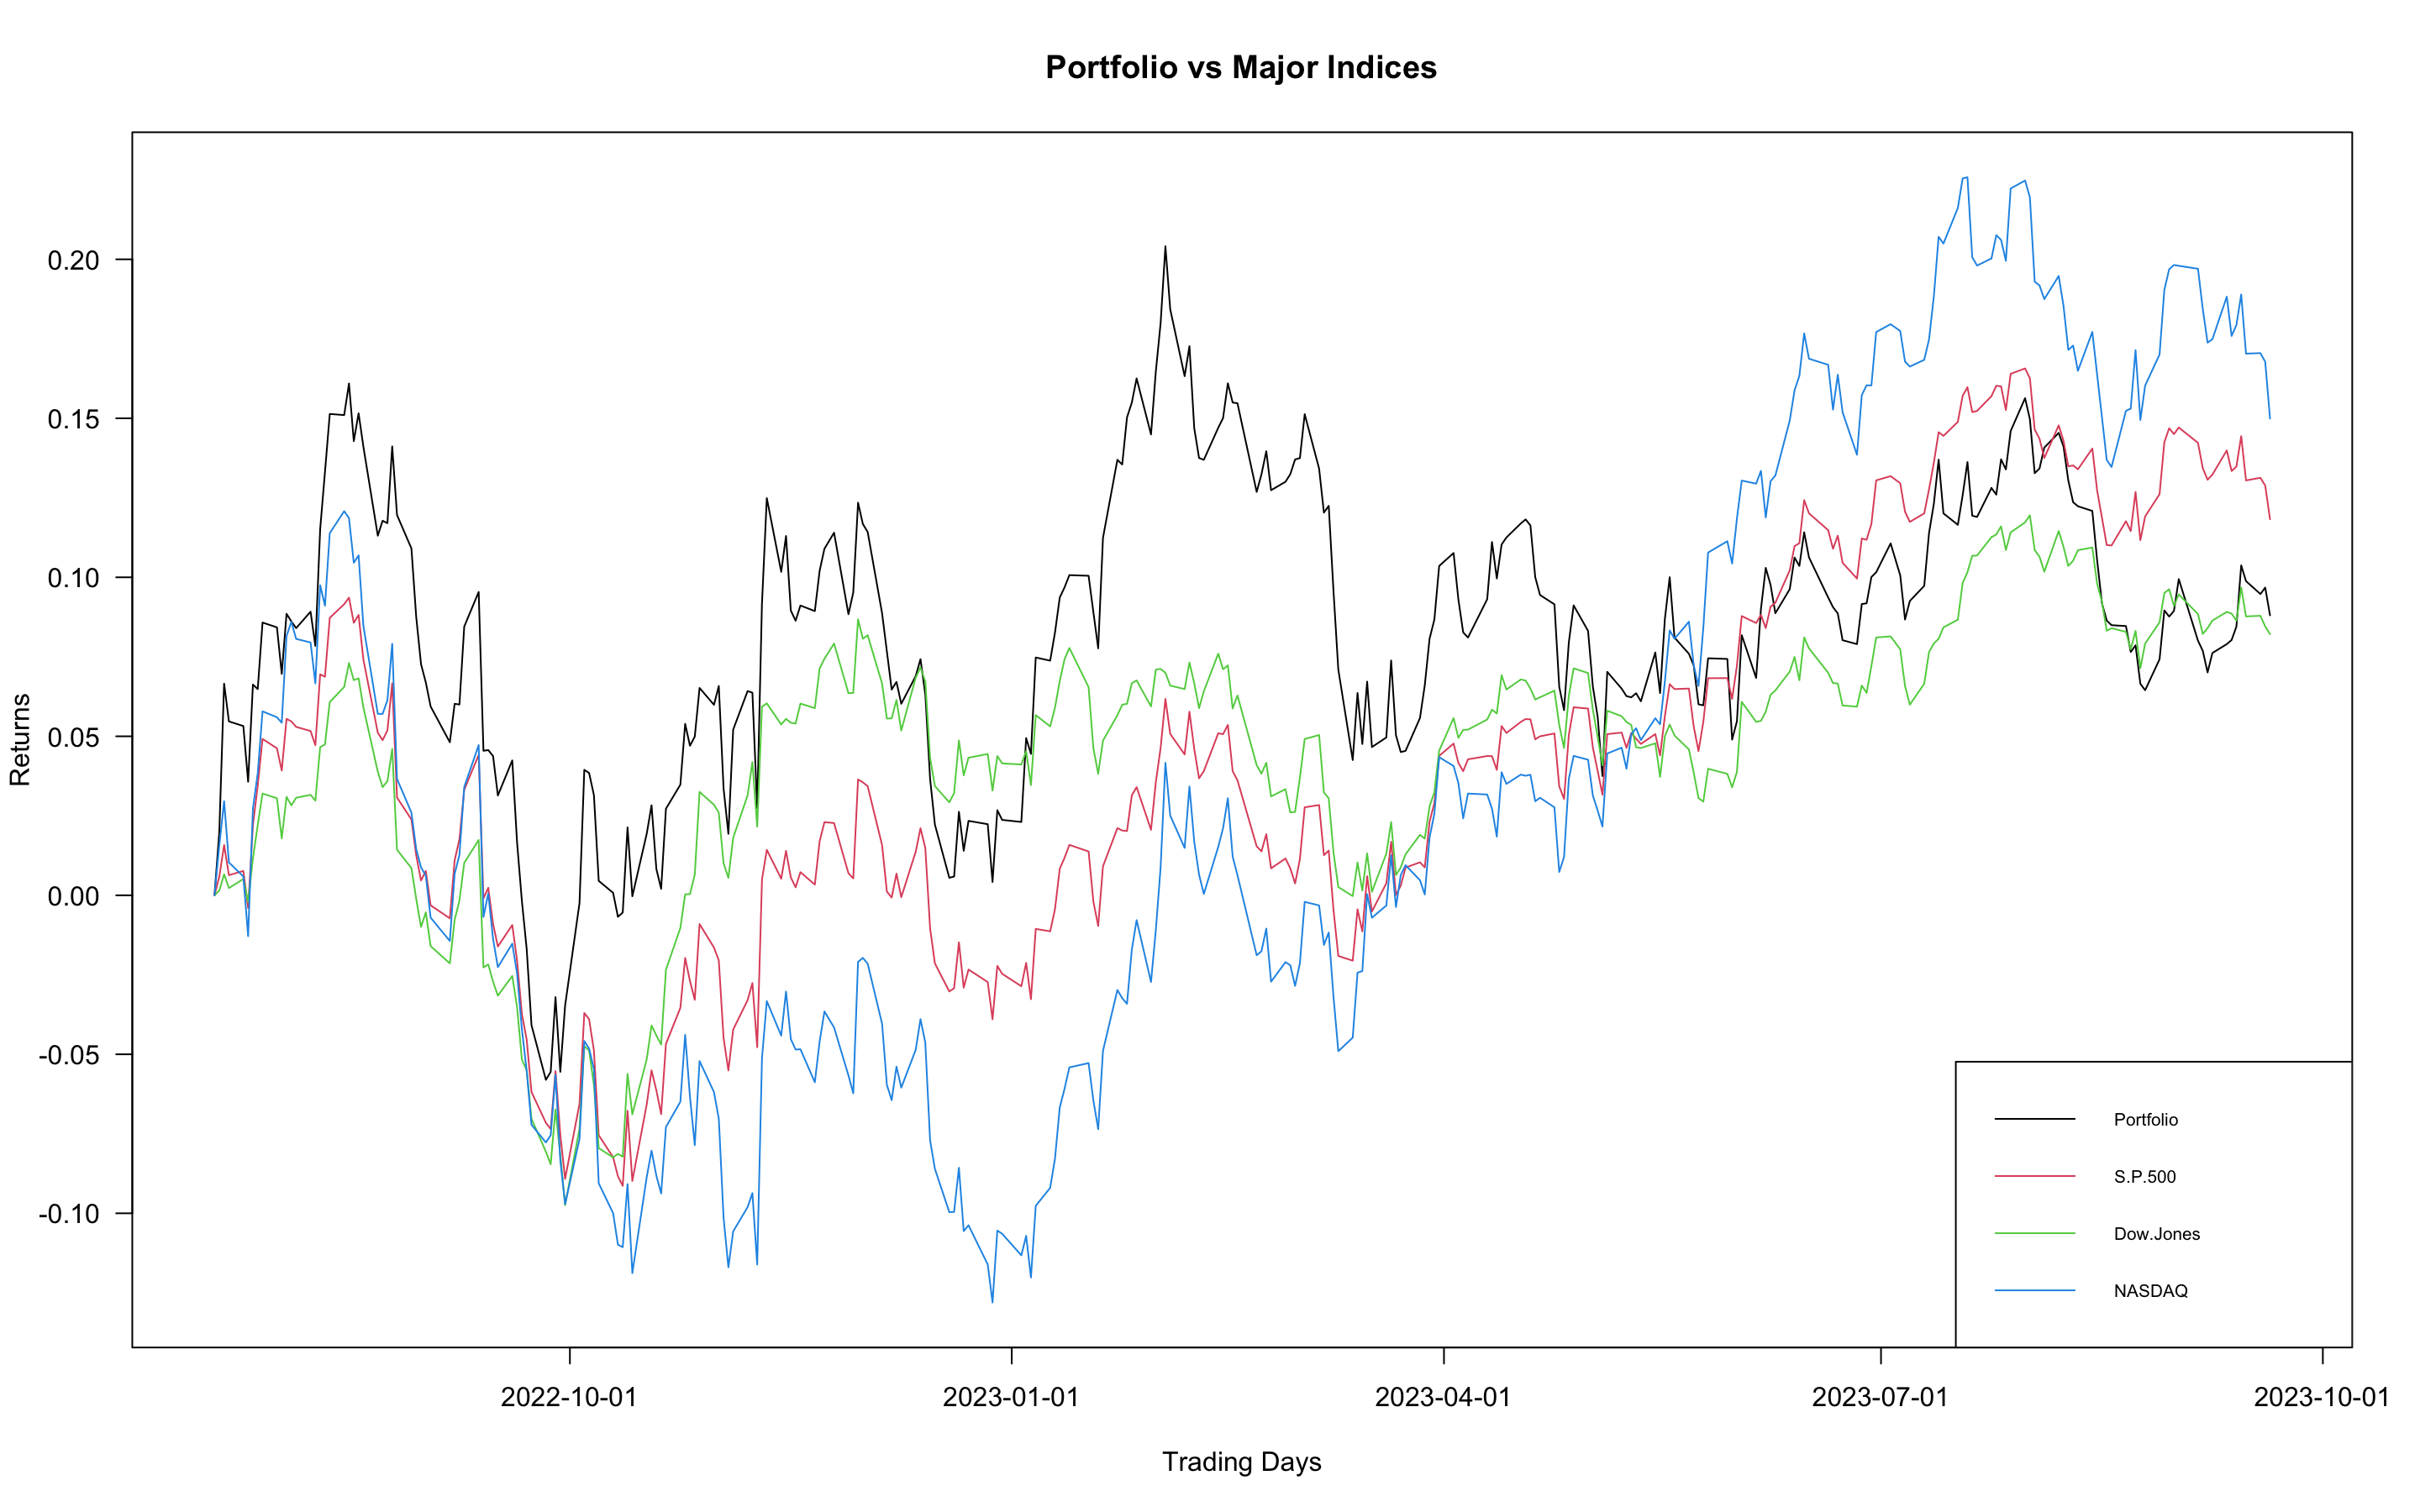 Portfolio vs Major Indices
Returns
0.20
0.15
0.10
0.05
0.00
-0.05
-0.10
Portfolio
S.P.500
Dow.Jones
NASDAQ
2022-10-01
2023-01-01
2023-04-01
2023-07-01
2023-10-01
Trading Days